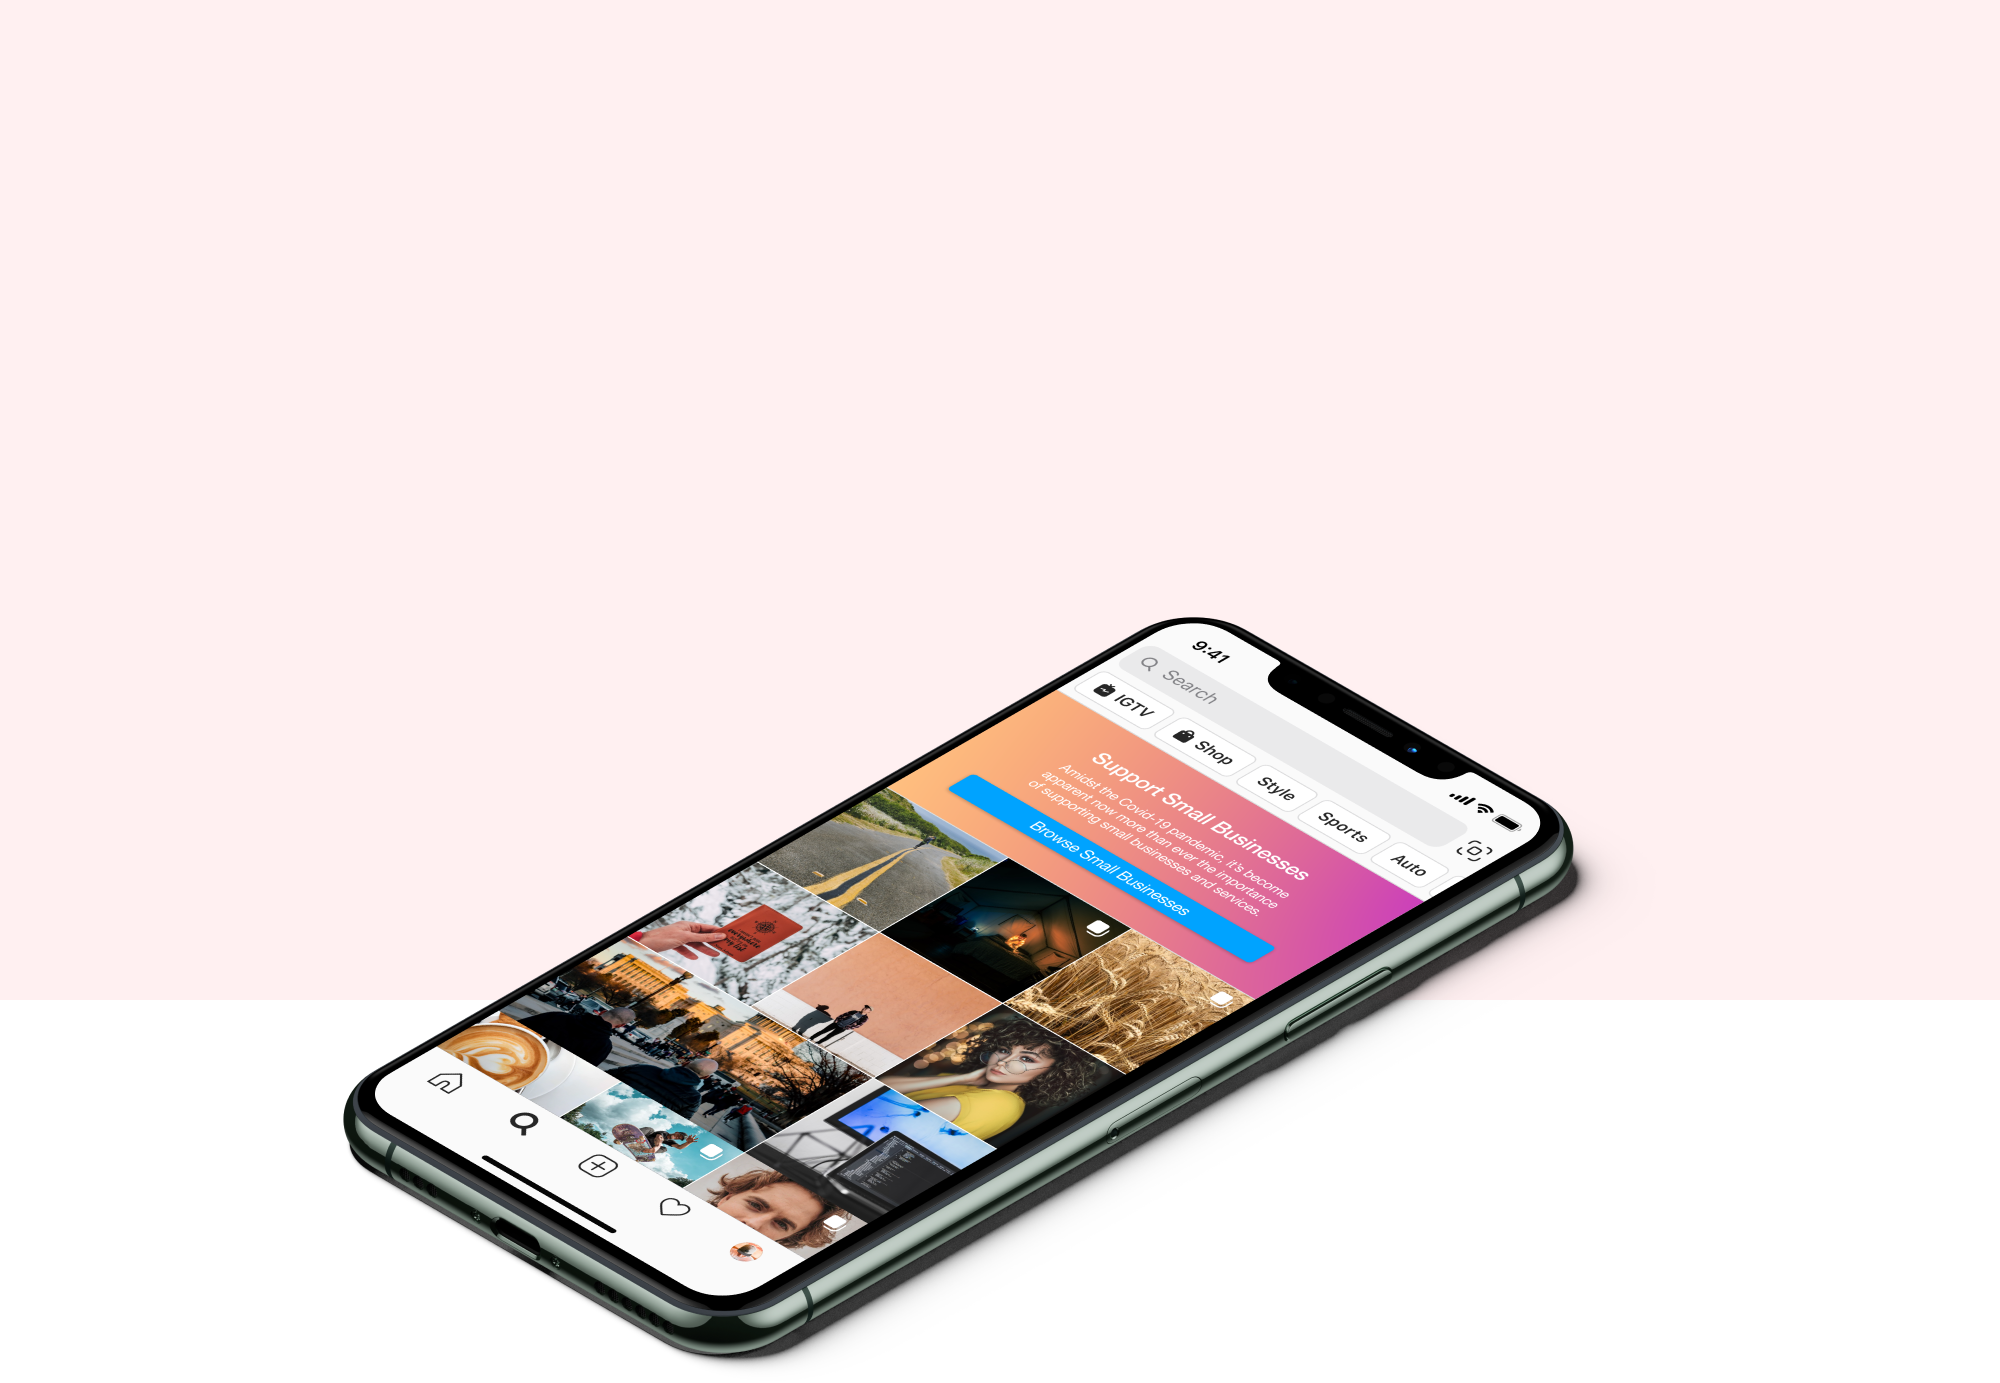 9:41
Search
IGTV
Shop
Style
Sports
Auto
Support Small Businesses
Amidst the Covid-19 pandemic, it's become
apparent now more than ever the importance
of supporting small businesses and services.
Browse Small Businesses